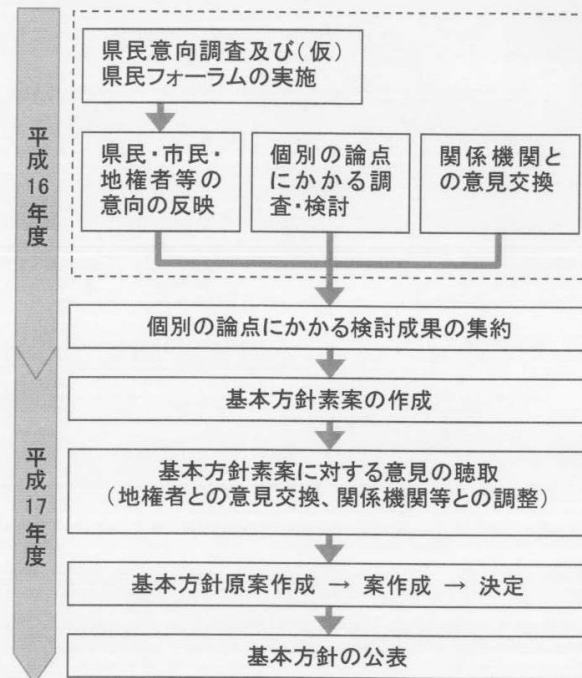 平成16年度
県民意向調査及び(仮)
県民フォーラムの実施
県民・市民・
地権者等の
意向の反映
個別の論点
にかかる調
査・検討
関係機関と
の意見交換
個別の論点にかかる検討成果の集約
平成17年度
基本方針素案の作成
基本方針素案に対する意見の聴取
(地権者との意見交換、関係機関等との調整)
基本方針原案作成 → 案作成 → 決定
基本方針の公表